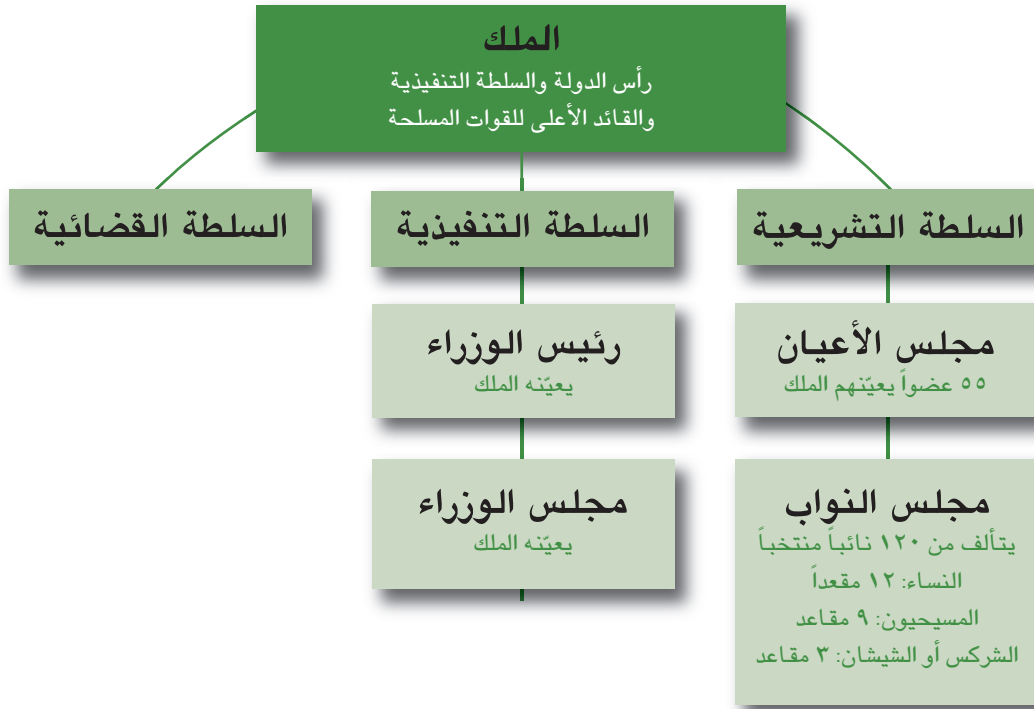 الملك
رأس الدولة والسلطة التنفيذية
والقائد الأعلى للقوات المسلحة
السلطة التشريعية
السلطة التنفيذية
السلطة القضائية
مجلس الأعيان
٥٥ عضواً يعيّنهم الملك
رئيس الوزراء
يعيّنه الملك
مجلس النواب
يتألف من ١٢٠ نائباً منتخباً
النساء: ١٢ مقعداً
المسيحيون: ٩ مقاعد
الشركس أو الشيشان: ٣ مقاعد
مجلس الوزراء
يعيّنه الملك